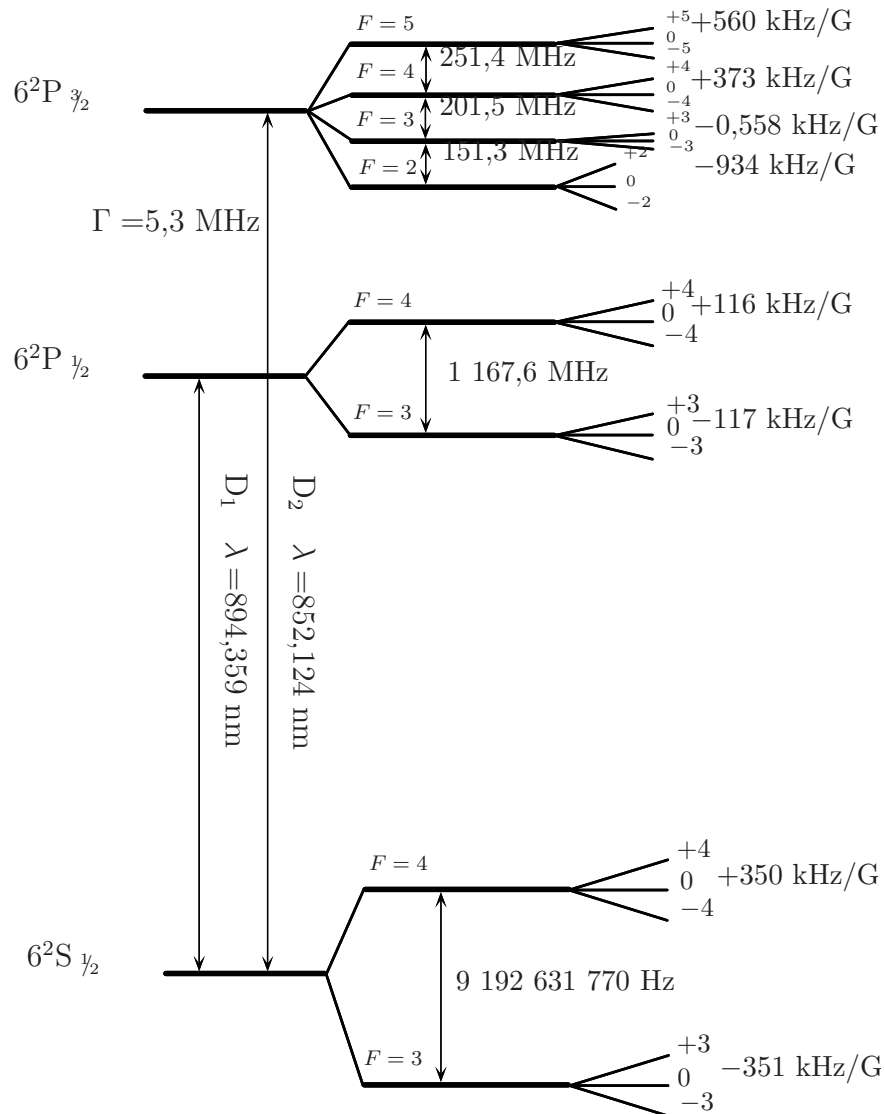 F = 5
+5
0
−5
+560 kHz/G
251,4 MHz
6²P 3/2
F = 4
+4
0
−4
+373 kHz/G
201,5 MHz
F = 3
+3
0
−3
−0,558 kHz/G
151,3 MHz
F = 2
+2
0
−2
−934 kHz/G
Γ =5,3 MHz
F = 4
+4
0
−4
+116 kHz/G
6²P 1/2
1 167,6 MHz
F = 3
+3
0
−3
−117 kHz/G
D₁ λ =894,359 nm
D₂ λ =852,124 nm
F = 4
+4
0
−4
+350 kHz/G
6²S 1/2
9 192 631 770 Hz
F = 3
+3
0
−3
−351 kHz/G